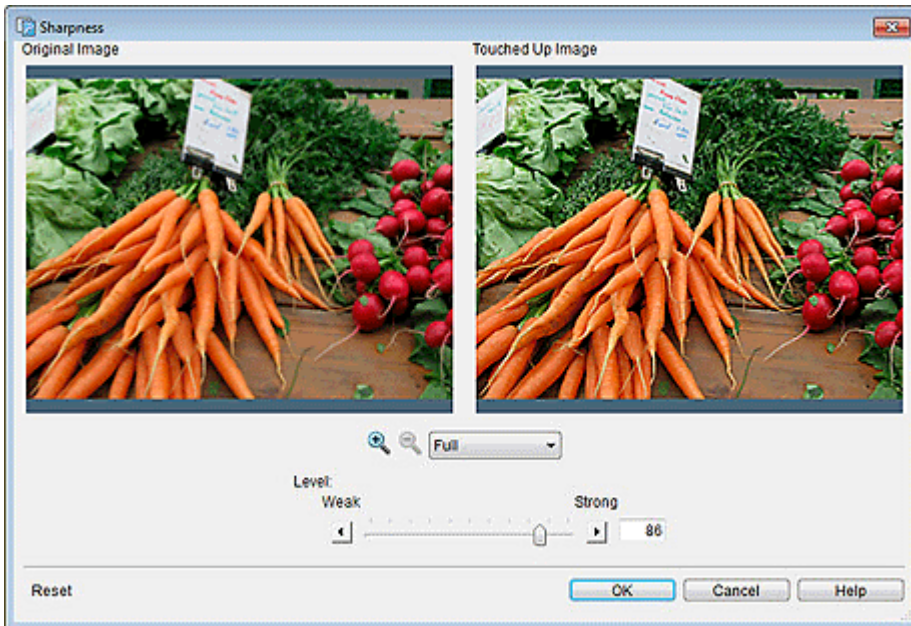 Sharpness
Original Image
Touched Up Image
Full
Level:
Weak
Strong
86
Reset
OK
Cancel
Help